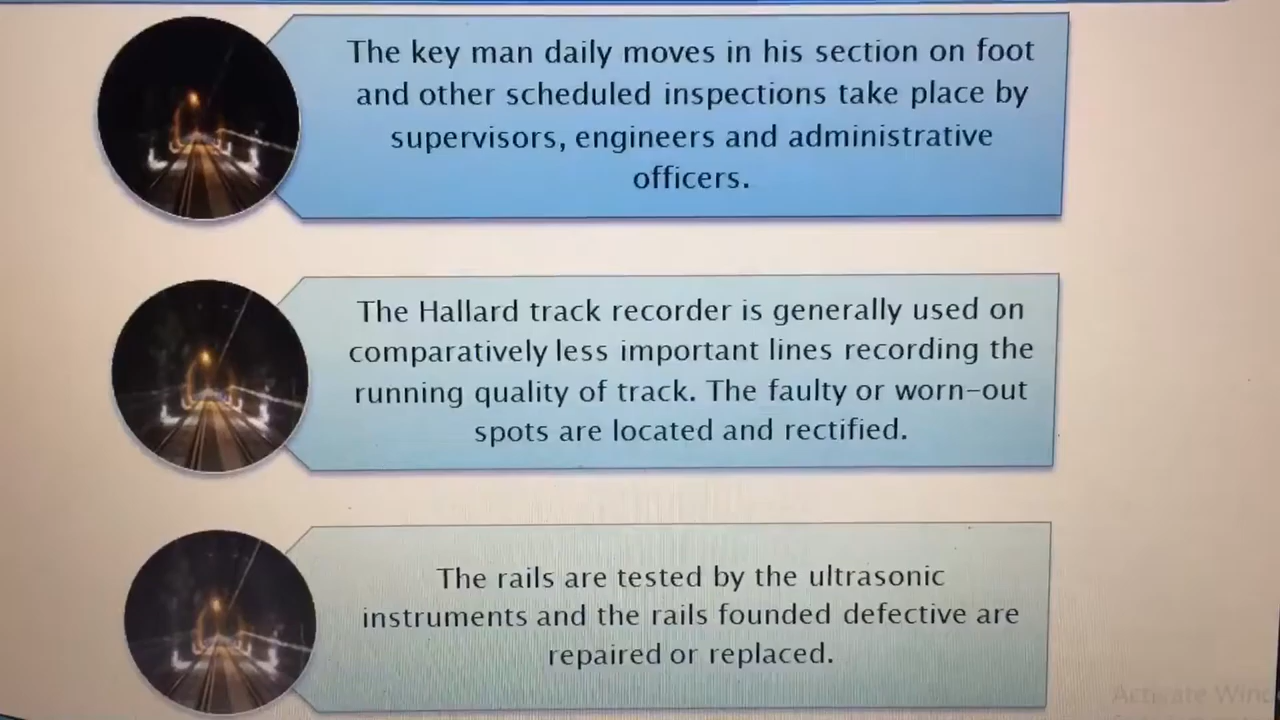 The key man daily moves in his section on foot
and other scheduled inspections take place by
supervisors, engineers and administrative
officers.
The Hallard track recorder is generally used on
comparatively less important lines recording the
running quality of track. The faulty or worn-out
spots are located and rectified.
The rails are tested by the ultrasonic
instruments and the rails founded defective are
repaired or replaced.
Activate Wind